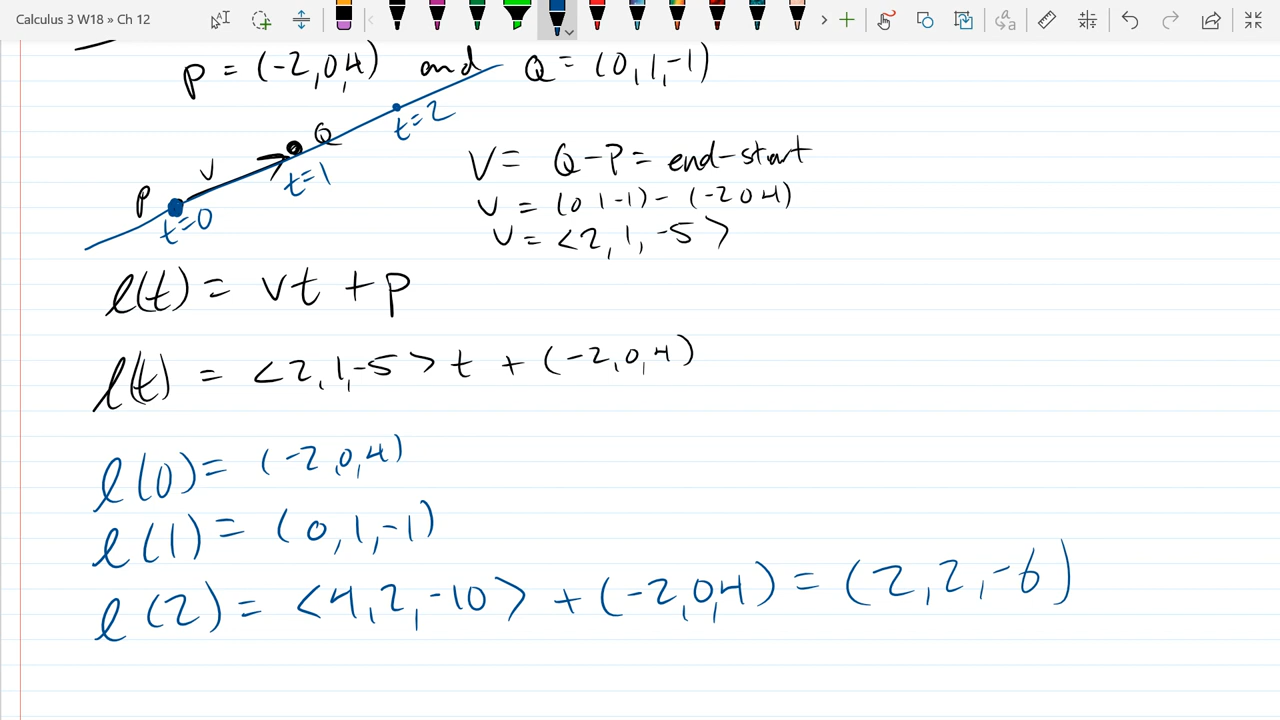 Calculus 3 W18 » Ch 12
P = (-2,0,4) and Q = (0,1,-1)
t=2
Q
V
t=1
P
t=0
V = Q-P = end-start
v = (0 1 -1) - (-2 0 4)
v = <2, 1, -5>
l(t) = vt + p
l(t) = <2,1,-5>t + (-2,0,4)
l(0) = (-2,0,4)
l(1) = (0,1,-1)
l(2) = <4,2,-10> + (-2,0,4) = (2,2,-6)